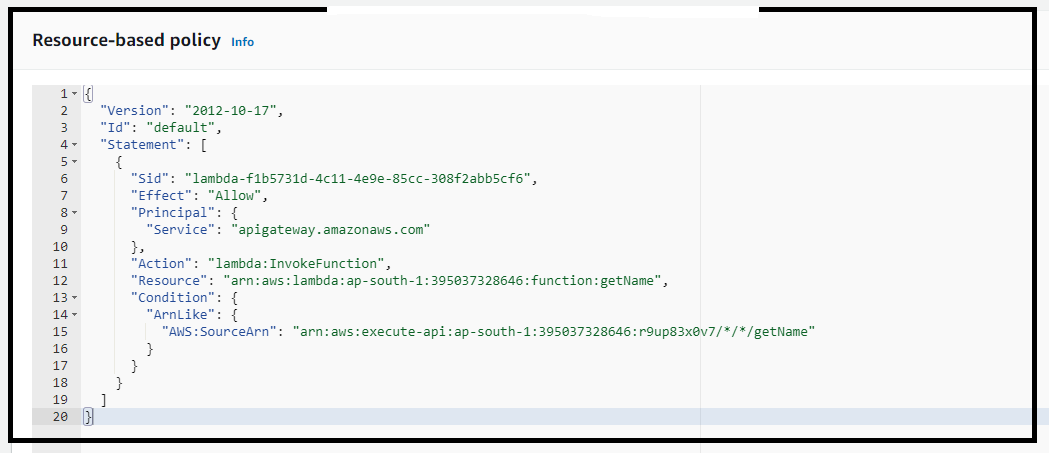 Resource-based policy Info
1 {
2 "Version": "2012-10-17",
3 "Id": "default",
4 "Statement": [
5 {
6 "Sid": "lambda-f1b5731d-4c11-4e9e-85cc-308f2abb5cf6",
7 "Effect": "Allow",
8 "Principal": {
9 "Service": "apigateway.amazonaws.com"
10 },
11 "Action": "lambda:InvokeFunction",
12 "Resource": "arn:aws:lambda:ap-south-1:395037328646:function:getName",
13 "Condition": {
14 "ArnLike": {
15 "AWS:SourceArn": "arn:aws:execute-api:ap-south-1:395037328646:r9up83x0v7/*/*/getName"
16 }
17 }
18 }
19 ]
20 }